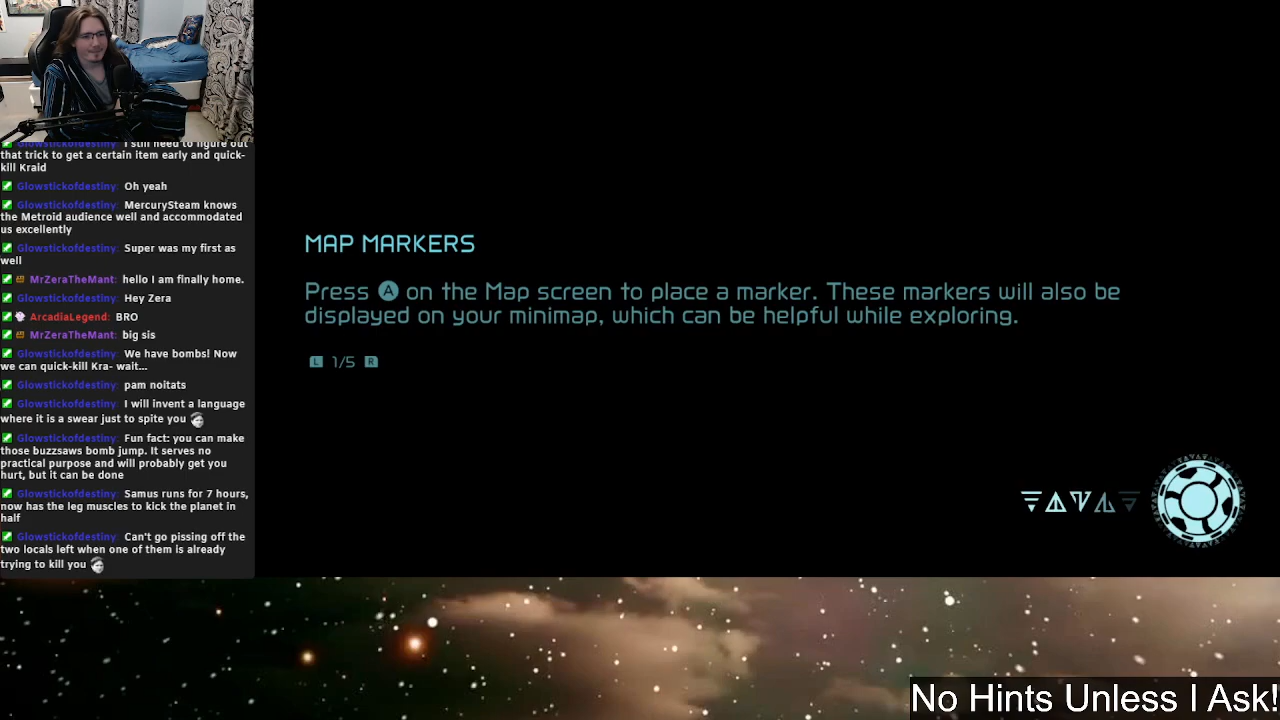 Glowstickofdestiny: I still need to figure out
that trick to get a certain item early and quick-
kill Kraid
Glowstickofdestiny: Oh yeah
Glowstickofdestiny: MercurySteam knows
the Metroid audience well and accommodated
us excellently
Glowstickofdestiny: Super was my first as
well
MrZeraTheMant: hello I am finally home.
Glowstickofdestiny: Hey Zera
ArcadiaLegend: BRO
MrZeraTheMant: big sis
Glowstickofdestiny: We have bombs! Now
we can quick-kill Kra- wait...
Glowstickofdestiny: pam noitats
Glowstickofdestiny: I will invent a language
where it is a swear just to spite you
Glowstickofdestiny: Fun fact: you can make
those buzzsaws bomb jump. It serves no
practical purpose and will probably get you
hurt, but it can be done
Glowstickofdestiny: Samus runs for 7 hours,
now has the leg muscles to kick the planet in
half
Glowstickofdestiny: Can't go pissing off the
two locals left when one of them is already
trying to kill you
MAP MARKERS
Press A on the Map screen to place a marker. These markers will also be
displayed on your minimap, which can be helpful while exploring.
L 1/5 R
No Hints Unless I Ask!